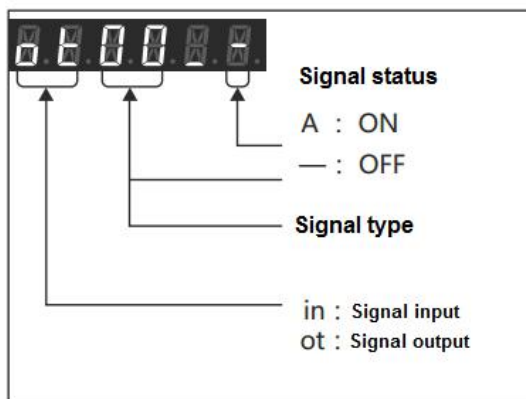 ot00_-
Signal status
A : ON
— : OFF
Signal type
in : Signal input
ot : Signal output